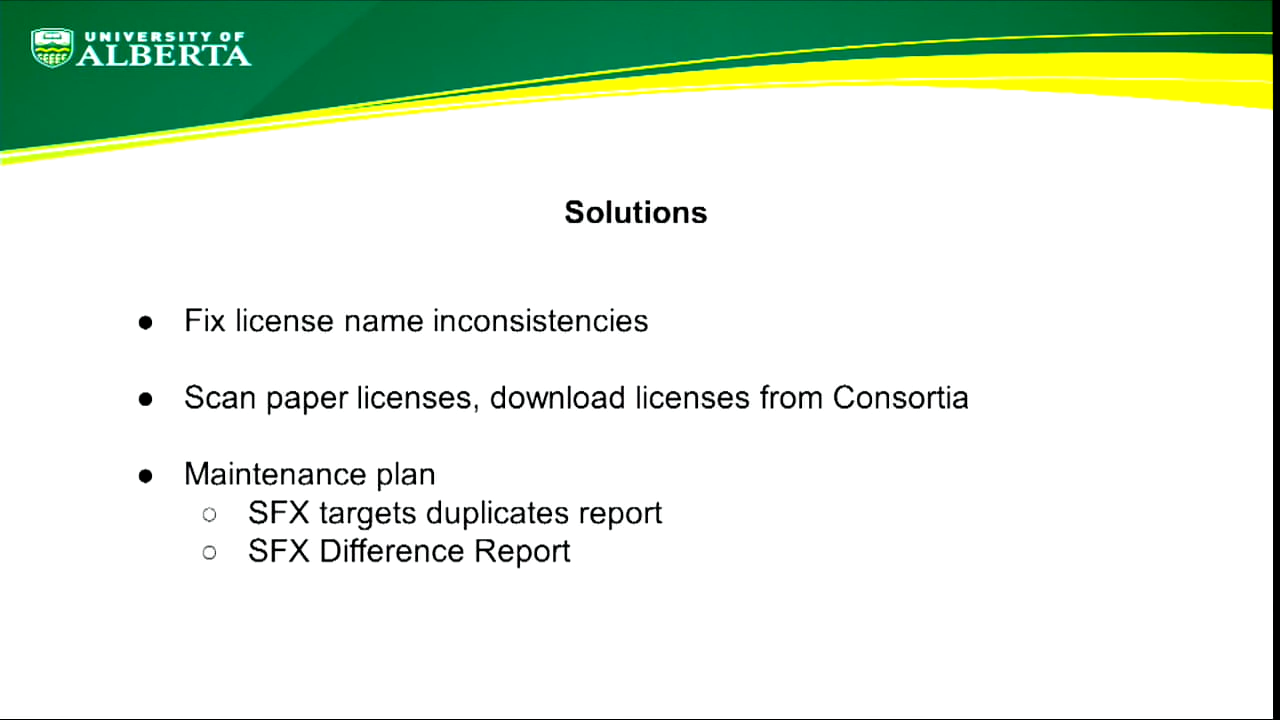 UNIVERSITY OF
ALBERTA
Solutions
● Fix license name inconsistencies
● Scan paper licenses, download licenses from Consortia
● Maintenance plan
○ SFX targets duplicates report
○ SFX Difference Report